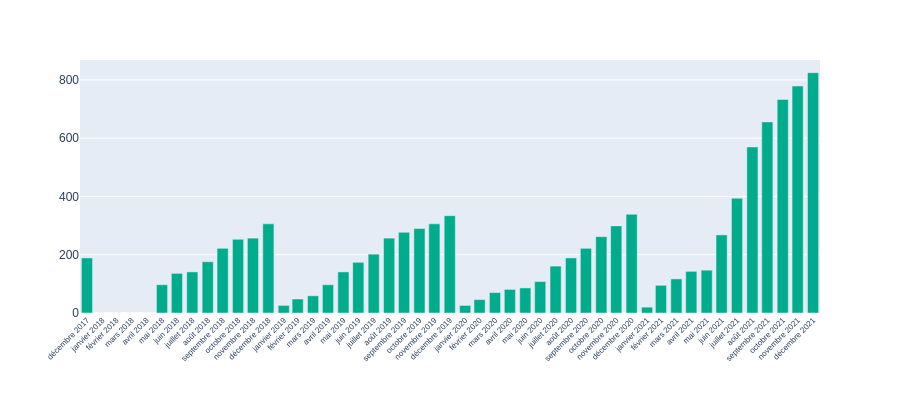 800
600
400
200
0
décembre 2017
janvier 2018
février 2018
mars 2018
avril 2018
mai 2018
juin 2018
juillet 2018
août 2018
septembre 2018
octobre 2018
novembre 2018
décembre 2018
janvier 2019
février 2019
mars 2019
avril 2019
mai 2019
juin 2019
juillet 2019
août 2019
septembre 2019
octobre 2019
novembre 2019
décembre 2019
janvier 2020
février 2020
mars 2020
avril 2020
mai 2020
juin 2020
juillet 2020
août 2020
septembre 2020
octobre 2020
novembre 2020
décembre 2020
janvier 2021
février 2021
mars 2021
avril 2021
mai 2021
juin 2021
juillet 2021
août 2021
septembre 2021
octobre 2021
novembre 2021
décembre 2021